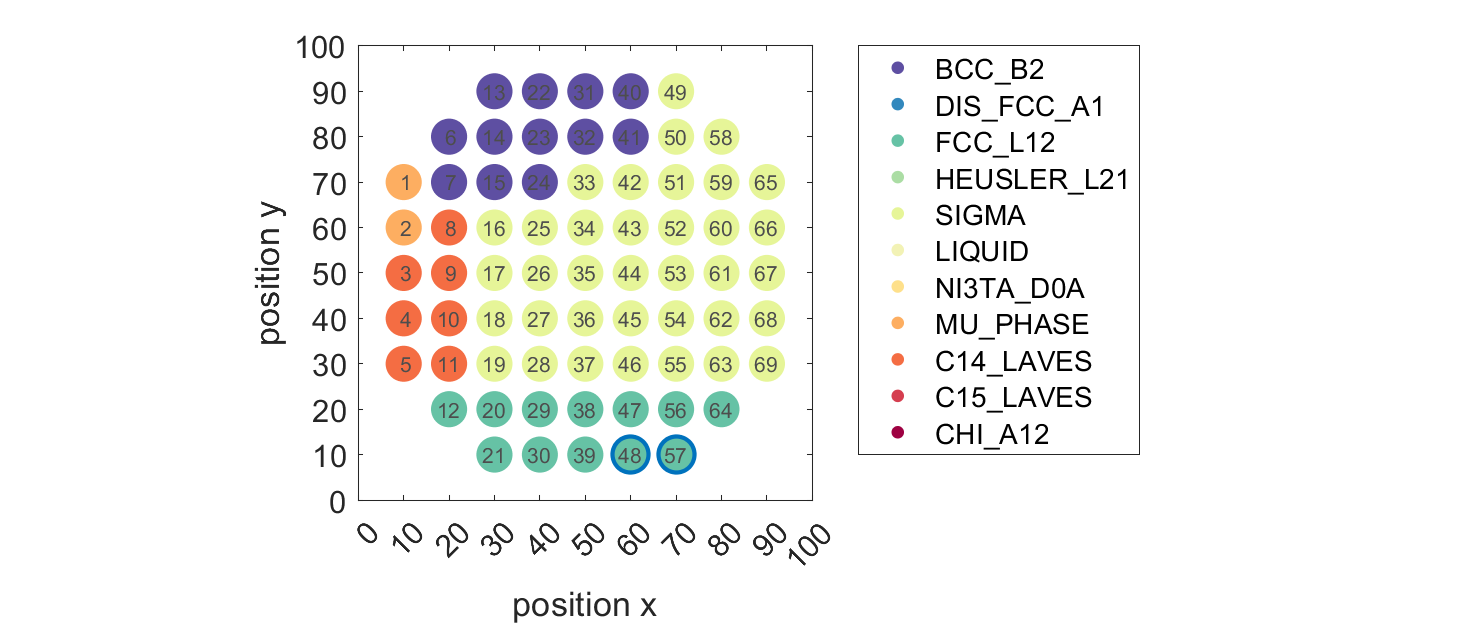 100
90
80
70
60
50
40
30
20
10
0
position y
13 22 31 40 49
6 14 23 32 41 50 58
1 7 15 24 33 42 51 59 65
2 8 16 25 34 43 52 60 66
3 9 17 26 35 44 53 61 67
4 10 18 27 36 45 54 62 68
5 11 19 28 37 46 55 63 69
12 20 29 38 47 56 64
21 30 39 48 57
0 10 20 30 40 50 60 70 80 90 100
position x
BCC_B2
DIS_FCC_A1
FCC_L12
HEUSLER_L21
SIGMA
LIQUID
NI3TA_D0A
MU_PHASE
C14_LAVES
C15_LAVES
CHI_A12